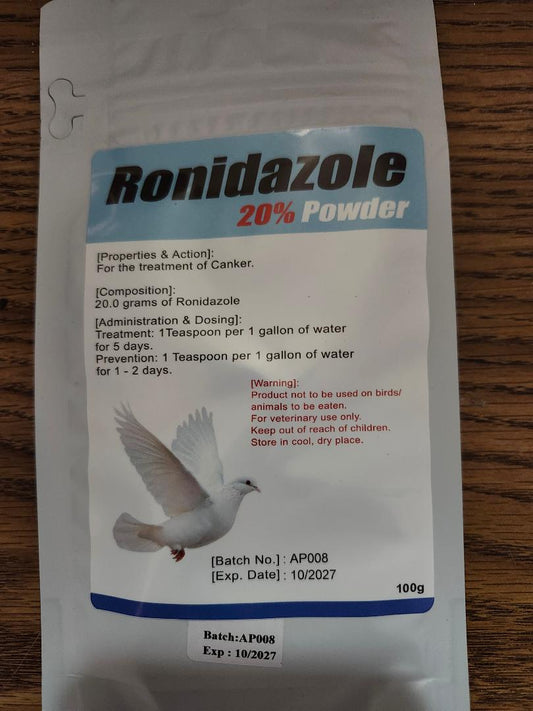 Ronidazole
20% Powder
[Properties & Action]:
For the treatment of Canker.
[Composition]:
20.0 grams of Ronidazole
[Administration & Dosing]:
Treatment: 1Teaspoon per 1 gallon of water
for 5 days.
Prevention: 1 Teaspoon per 1 gallon of water
for 1 - 2 days.
[Warning]:
Product not to be used on birds/
animals to be eaten.
For veterinary use only.
Keep out of reach of children.
Store in cool, dry place.
[Batch No.] : AP008
[Exp. Date] : 10/2027
100g
Batch:AP008
Exp : 10/2027